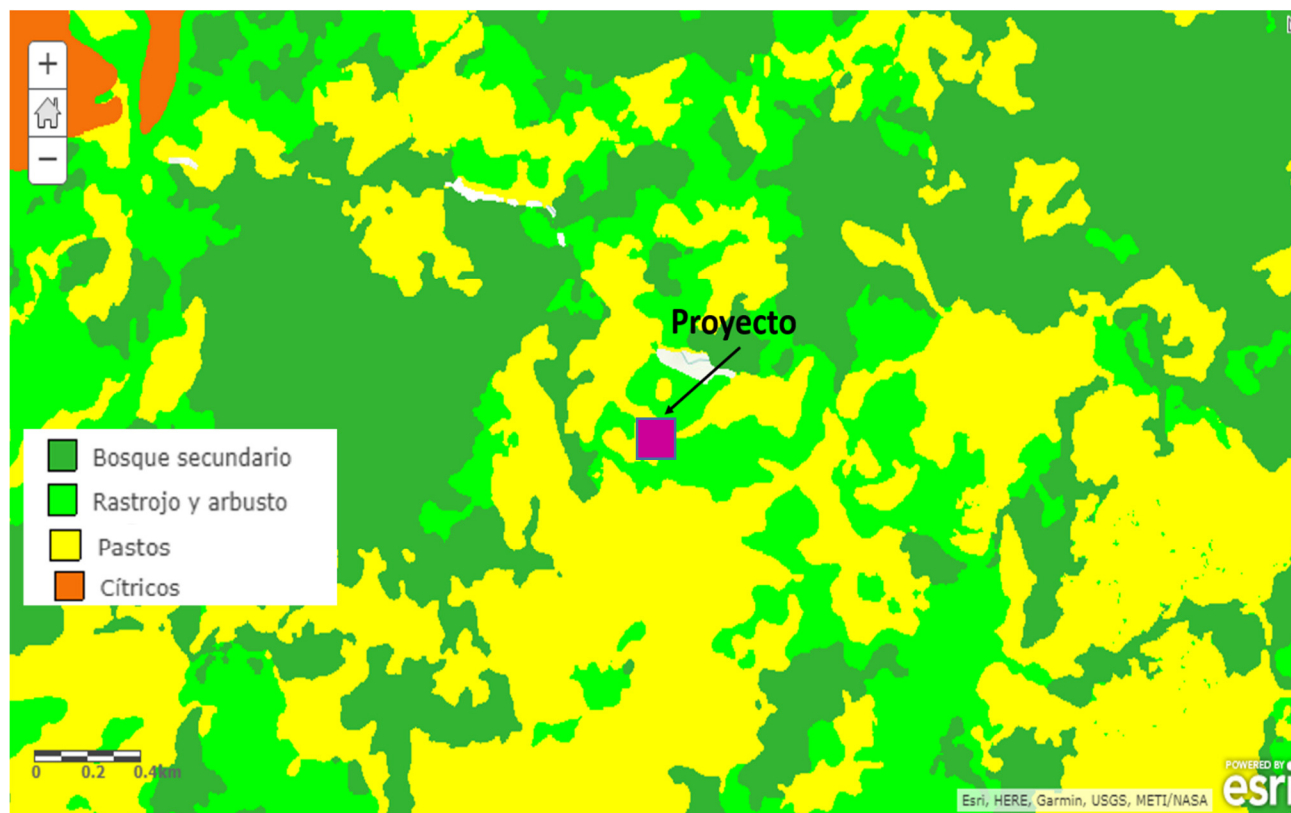 +
−
Proyecto
Bosque secundario
Rastrojo y arbusto
Pastos
Cítricos
0 0.2 0.4km
POWERED BY
esri
Esri, HERE, Garmin, USGS, METI/NASA